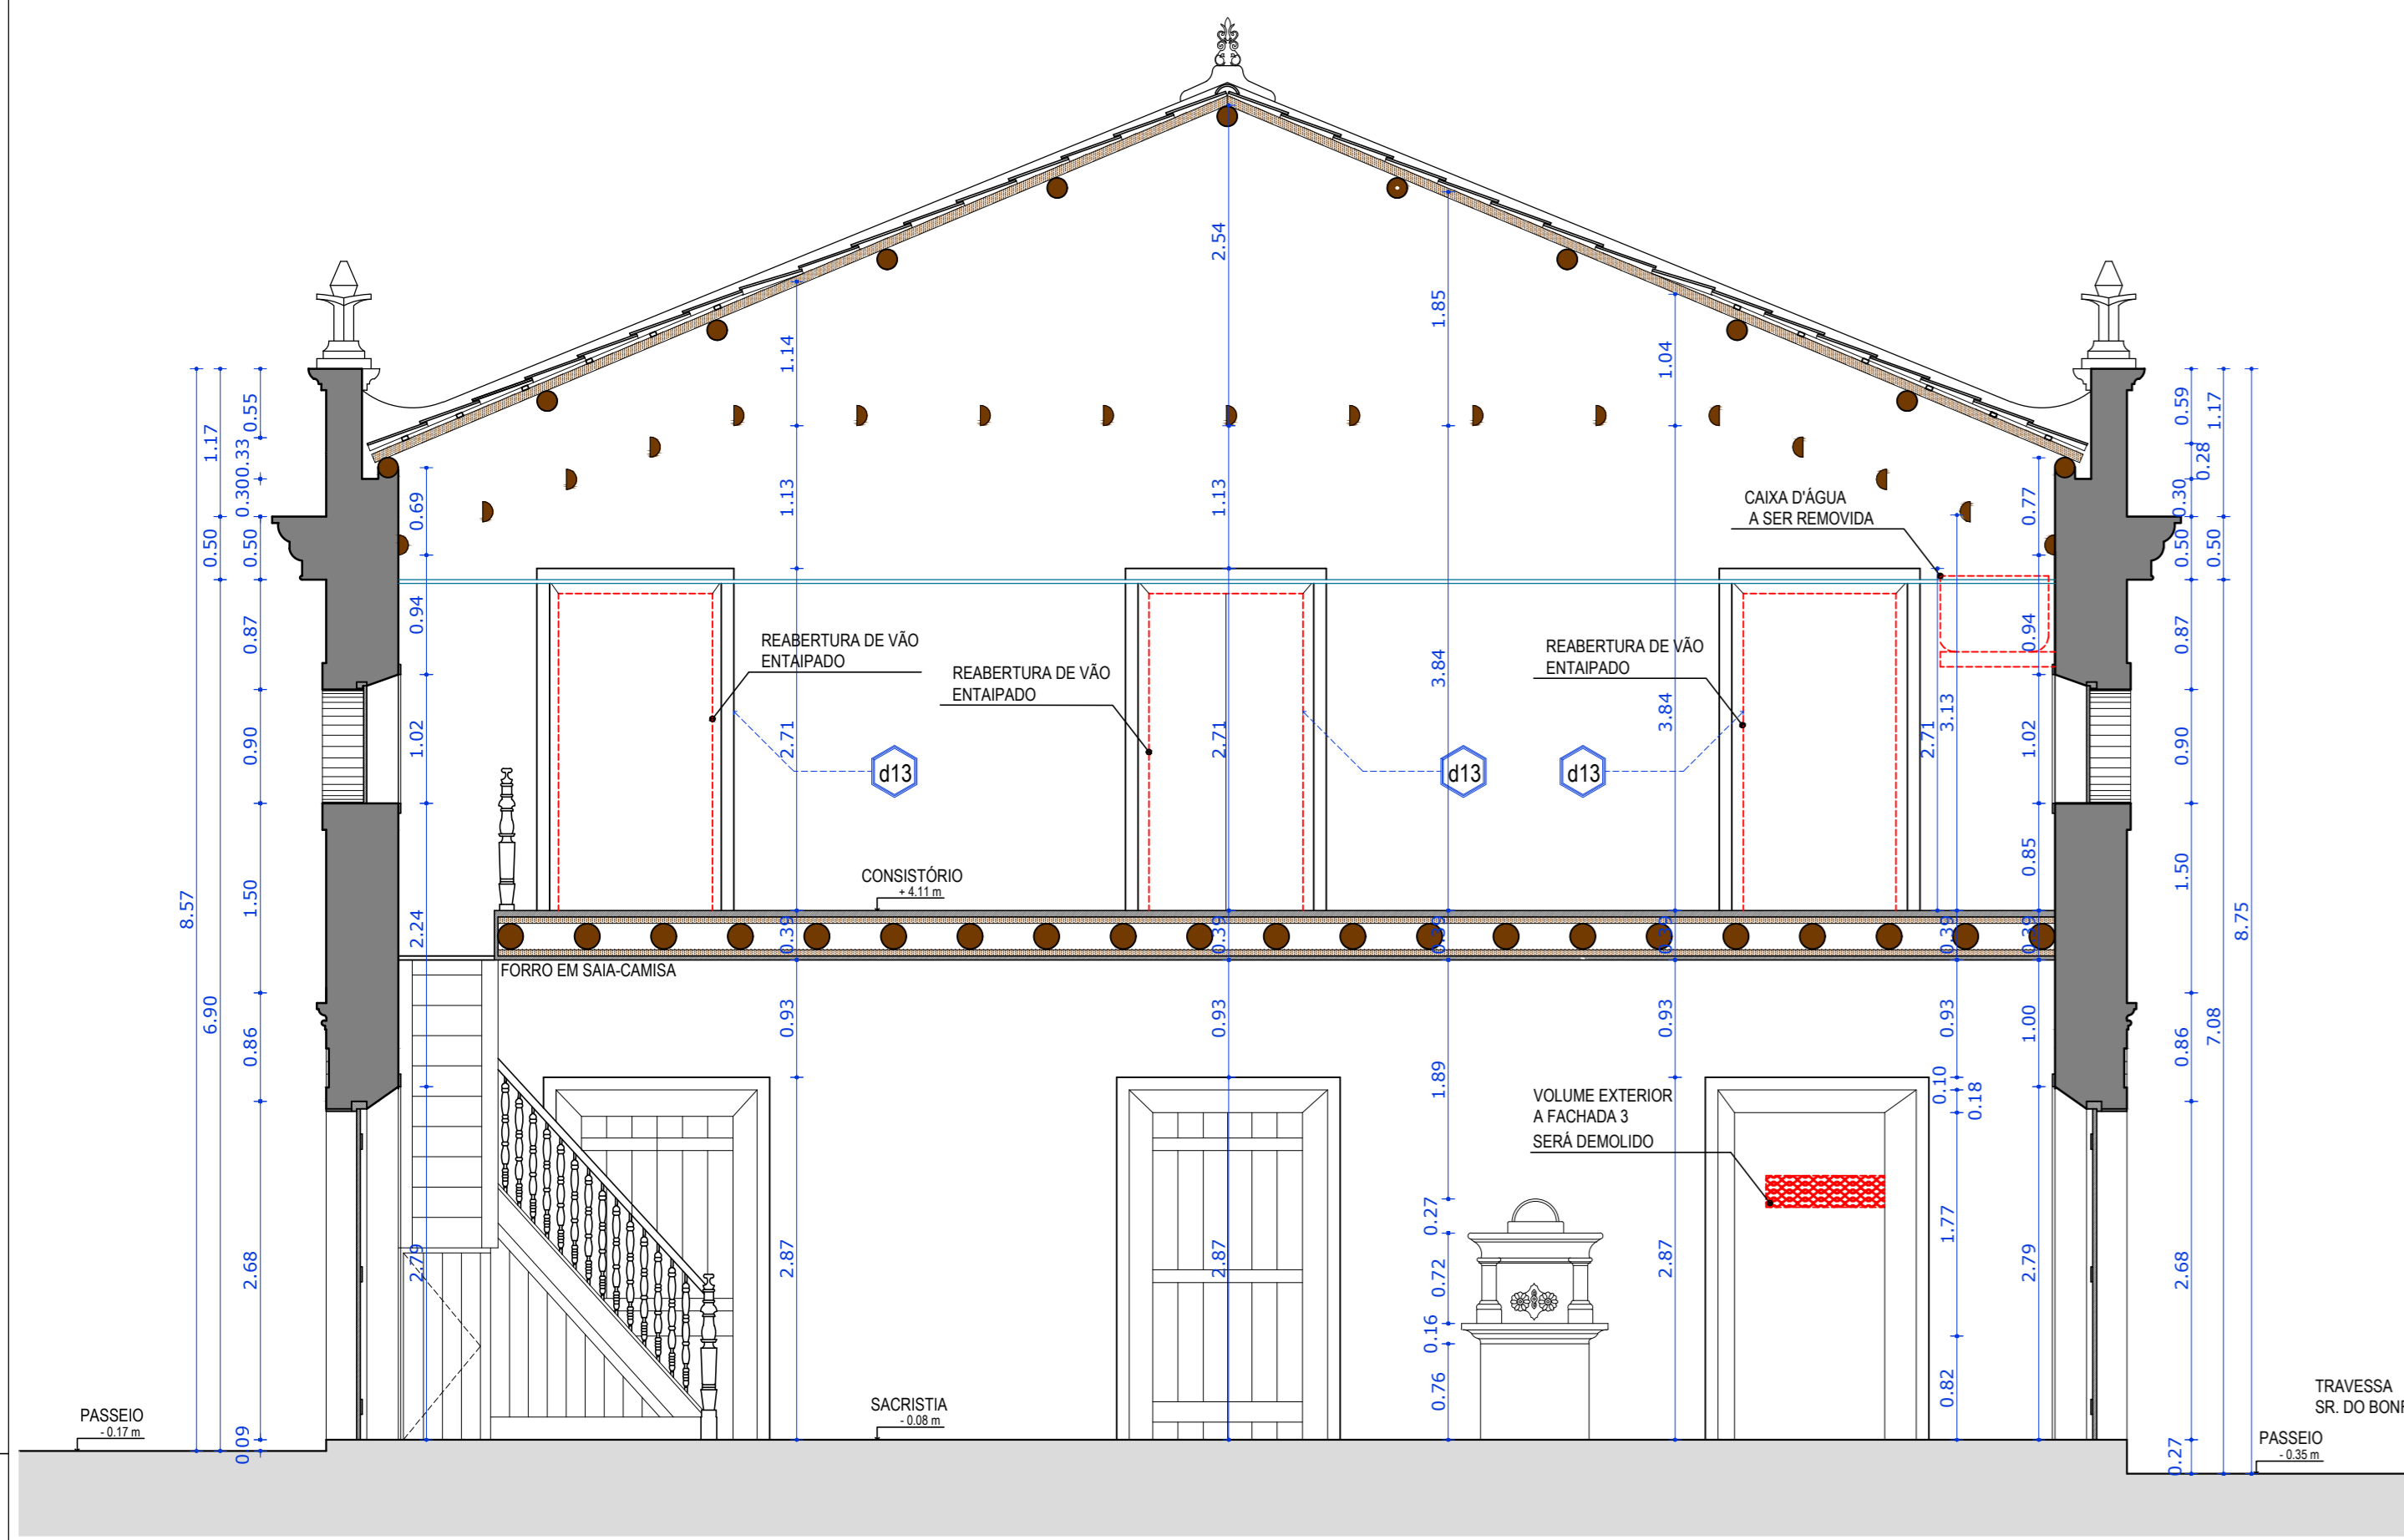 2.54
1.85
1.14
1.04
0.55
1.17
0.33
0.30
0.59
1.17
0.28
0.30
0.69
1.13
1.13
CAIXA D'ÁGUA
A SER REMOVIDA
0.77
0.50
0.50
0.50
0.50
0.87
0.94
REABERTURA DE VÃO
ENTAIPADO
REABERTURA DE VÃO
ENTAIPADO
3.84
REABERTURA DE VÃO
ENTAIPADO
0.94
0.87
0.90
1.02
2.71
2.71
3.84
2.71
3.13
1.02
0.90
d13
d13
d13
8.57
1.50
2.24
CONSISTÓRIO
+ 4.11 m
0.85
1.50
8.75
0.39
0.39
0.39
0.39
0.39
0.39
FORRO EM SAIA-CAMISA
6.90
0.86
0.93
0.93
0.93
0.93
1.00
0.86
7.08
1.89
VOLUME EXTERIOR
A FACHADA 3
SERÁ DEMOLIDO
0.10
0.18
2.68
2.79
2.87
2.87
0.27
0.72
0.16
2.87
1.77
2.79
2.68
0.76
0.82
PASSEIO
- 0.17 m
0.09
SACRISTIA
- 0.08 m
TRAVESSA
SR. DO BONF
PASSEIO
- 0.35 m
0.27